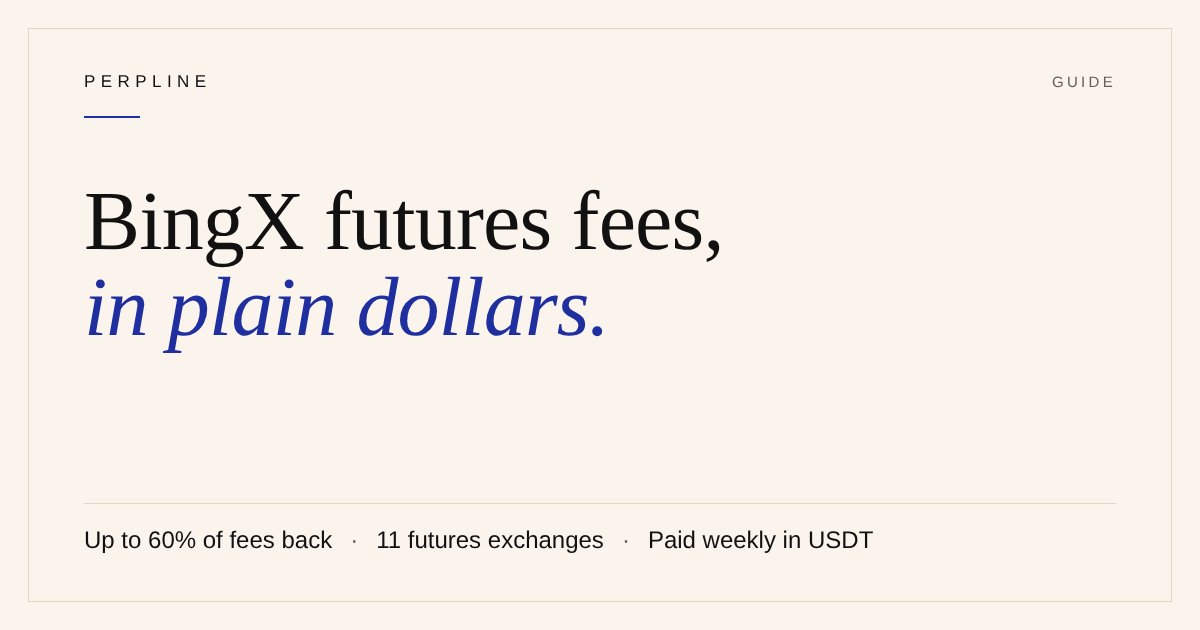 PERPLINE
GUIDE
BingX futures fees,
in plain dollars.
Up to 60% of fees back · 11 futures exchanges · Paid weekly in USDT